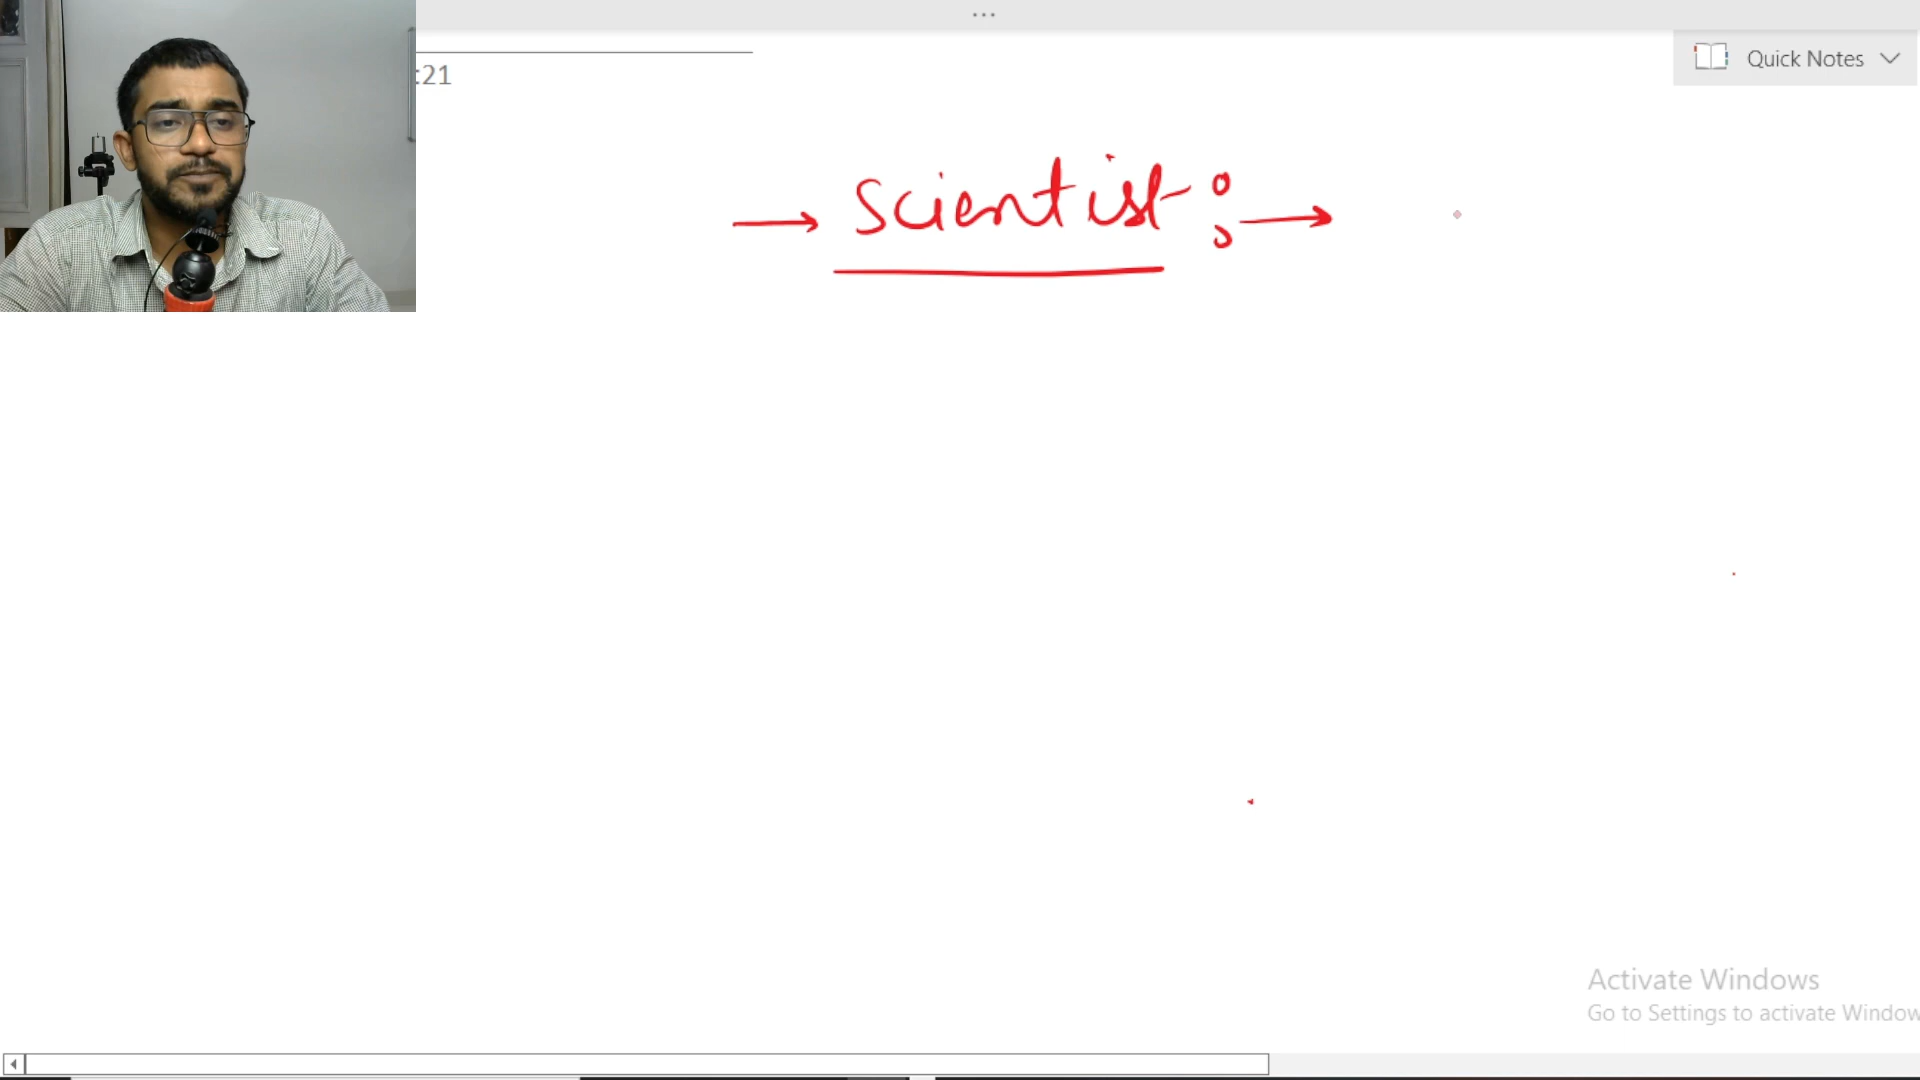 ...
Quick Notes
:21
→ scientist :→
Activate Windows
Go to Settings to activate Window